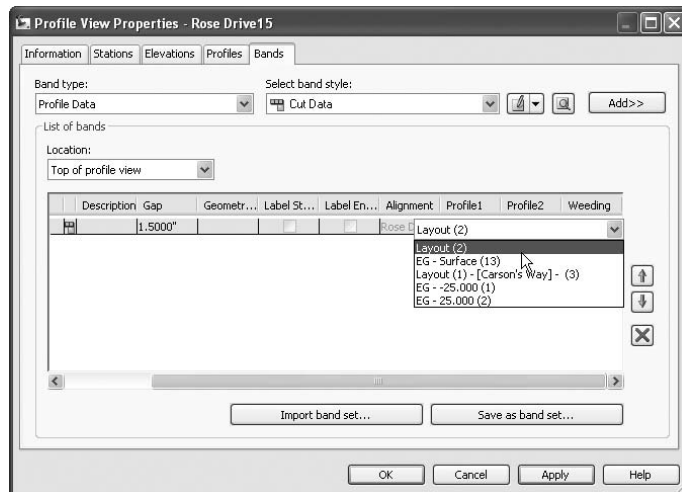 Profile View Properties - Rose Drive15
Information Stations Elevations Profiles Bands
Band type: Select band style:
Profile Data Cut Data Add>>
List of bands
Location:
Top of profile view
Description Gap Geometr... Label St... Label En... Alignment Profile1 Profile2 Weeding
1.5000" Rose D Layout (2)
Layout (2)
EG - Surface (13)
Layout (1) - [Carson's Way] - (3)
EG - -25.000 (1)
EG - 25.000 (2)
Import band set... Save as band set...
OK Cancel Apply Help